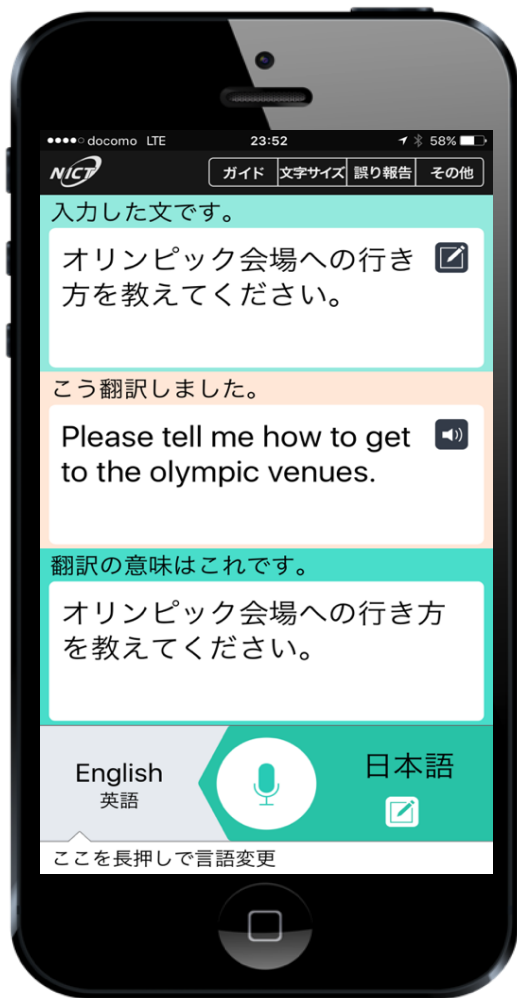 docomo LTE 23:52 58%
NICT ガイド 文字サイズ 誤り報告 その他
入力した文です。
オリンピック会場への行き
方を教えてください。
こう翻訳しました。
Please tell me how to get
to the olympic venues.
翻訳の意味はこれです。
オリンピック会場への行き方
を教えてください。
English
英語
日本語
ここを長押しで言語変更